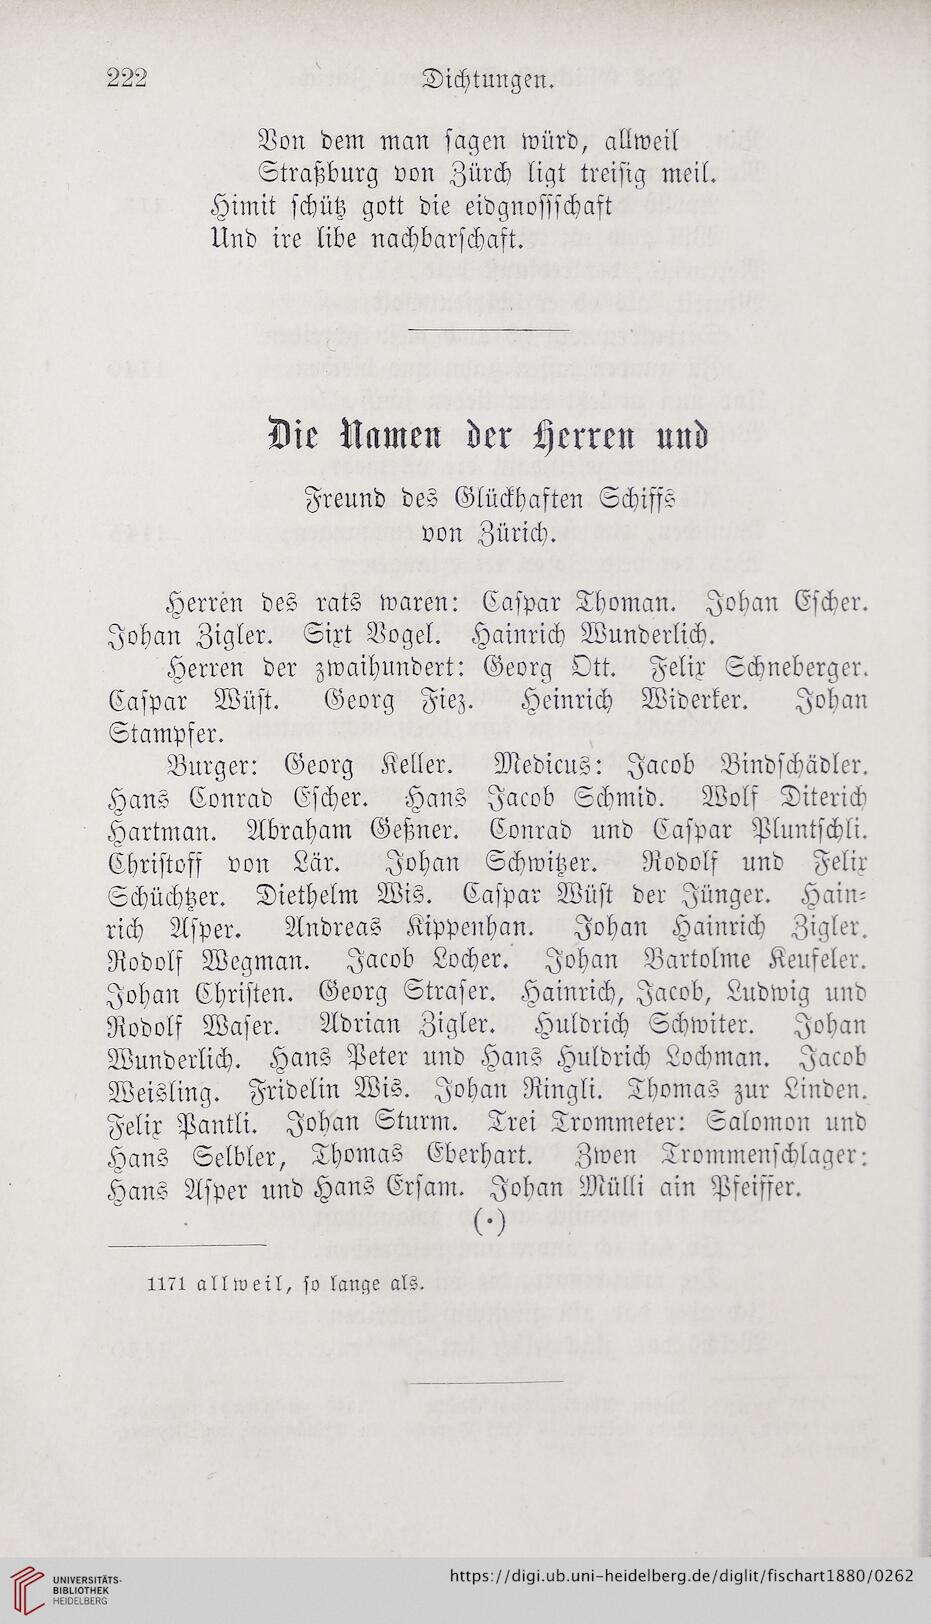 222 Dichtungen.
Von dem man sagen würd, allweil
Straßburg von Zürch ligt treisig meil.
Himit schütz gott die eidgnossschaft
Und ire libe nachbarschaft.
Die Namen der Herren und
Freund des Glückhaften Schiffs
von Zürich.
Herren des rats waren: Caspar Thoman. Johan Escher.
Johan Zigler. Sixt Vogel. Hainrich Wunderlich.
Herren der zwaihundert: Georg Ott. Felix Schneberger.
Caspar Wüst. Georg Fiez. Heinrich Widerker. Johan
Stampfer.
Burger: Georg Keller. Medicus: Jacob Bindschädler.
Hans Conrad Escher. Hans Jacob Schmid. Wolf Diterich
Hartman. Abraham Geßner. Conrad und Caspar Pluntschli.
Christoff von Lär. Johan Schwitzer. Rodolf und Felix
Schüchtzer. Diethelm Wis. Caspar Wüst der Jünger. Hain-
rich Asper. Andreas Kippenhan. Johan Hainrich Zigler.
Rodolf Wegman. Jacob Locher. Johan Bartolme Keufeler.
Johan Christen. Georg Straser. Hainrich, Jacob, Ludwig und
Rodolf Waser. Adrian Zigler. Huldrich Schwiter. Johan
Wunderlich. Hans Peter und Hans Huldrich Lochman. Jacob
Weisling. Fridelin Wis. Johan Ringli. Thomas zur Linden.
Felix Pantli. Johan Sturm. Trei Trommeter: Salomon und
Hans Selbler, Thomas Eberhart. Zwen Trommenschlager:
Hans Asper und Hans Ersam. Johan Mülli ain Pfeiffer.
(·)
1171 allweil, so lange als.
UNIVERSITÄTS-
BIBLIOTHEK
HEIDELBERG
https://digi.ub.uni-heidelberg.de/diglit/fischart1880/0262